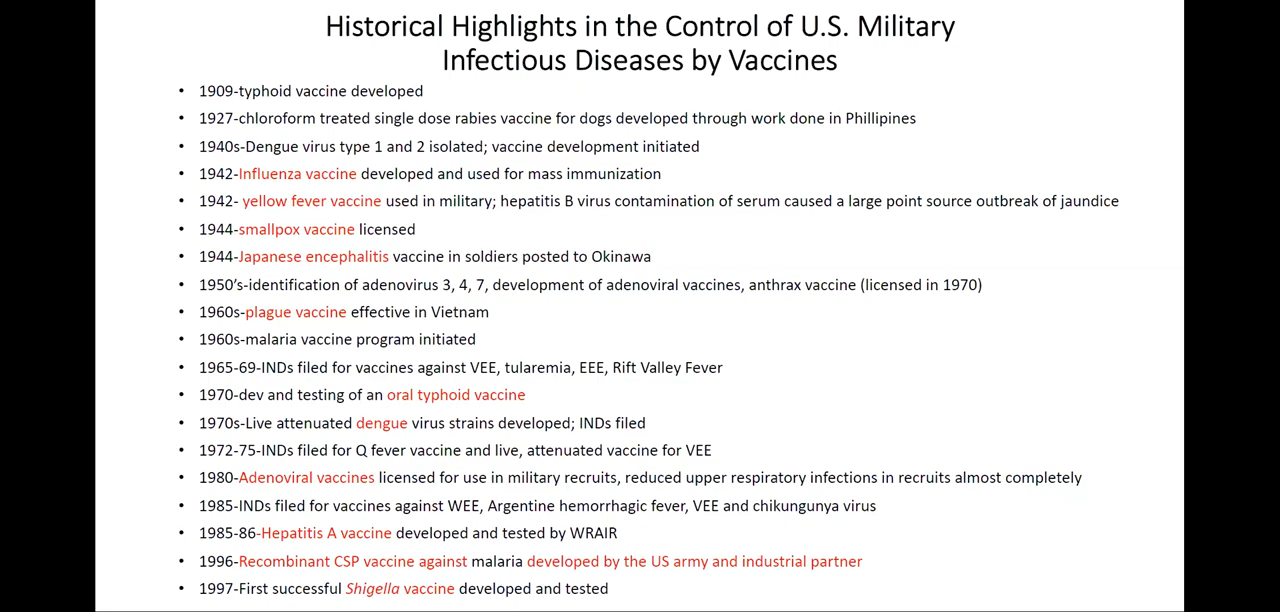 Historical Highlights in the Control of U.S. Military
Infectious Diseases by Vaccines
• 1909-typhoid vaccine developed
• 1927-chloroform treated single dose rabies vaccine for dogs developed through work done in Phillipines
• 1940s-Dengue virus type 1 and 2 isolated; vaccine development initiated
• 1942-Influenza vaccine developed and used for mass immunization
• 1942- yellow fever vaccine used in military; hepatitis B virus contamination of serum caused a large point source outbreak of jaundice
• 1944-smallpox vaccine licensed
• 1944-Japanese encephalitis vaccine in soldiers posted to Okinawa
• 1950’s-identification of adenovirus 3, 4, 7, development of adenoviral vaccines, anthrax vaccine (licensed in 1970)
• 1960s-plague vaccine effective in Vietnam
• 1960s-malaria vaccine program initiated
• 1965-69-INDs filed for vaccines against VEE, tularemia, EEE, Rift Valley Fever
• 1970-dev and testing of an oral typhoid vaccine
• 1970s-Live attenuated dengue virus strains developed; INDs filed
• 1972-75-INDs filed for Q fever vaccine and live, attenuated vaccine for VEE
• 1980-Adenoviral vaccines licensed for use in military recruits, reduced upper respiratory infections in recruits almost completely
• 1985-INDs filed for vaccines against WEE, Argentine hemorrhagic fever, VEE and chikungunya virus
• 1985-86-Hepatitis A vaccine developed and tested by WRAIR
• 1996-Recombinant CSP vaccine against malaria developed by the US army and industrial partner
• 1997-First successful Shigella vaccine developed and tested